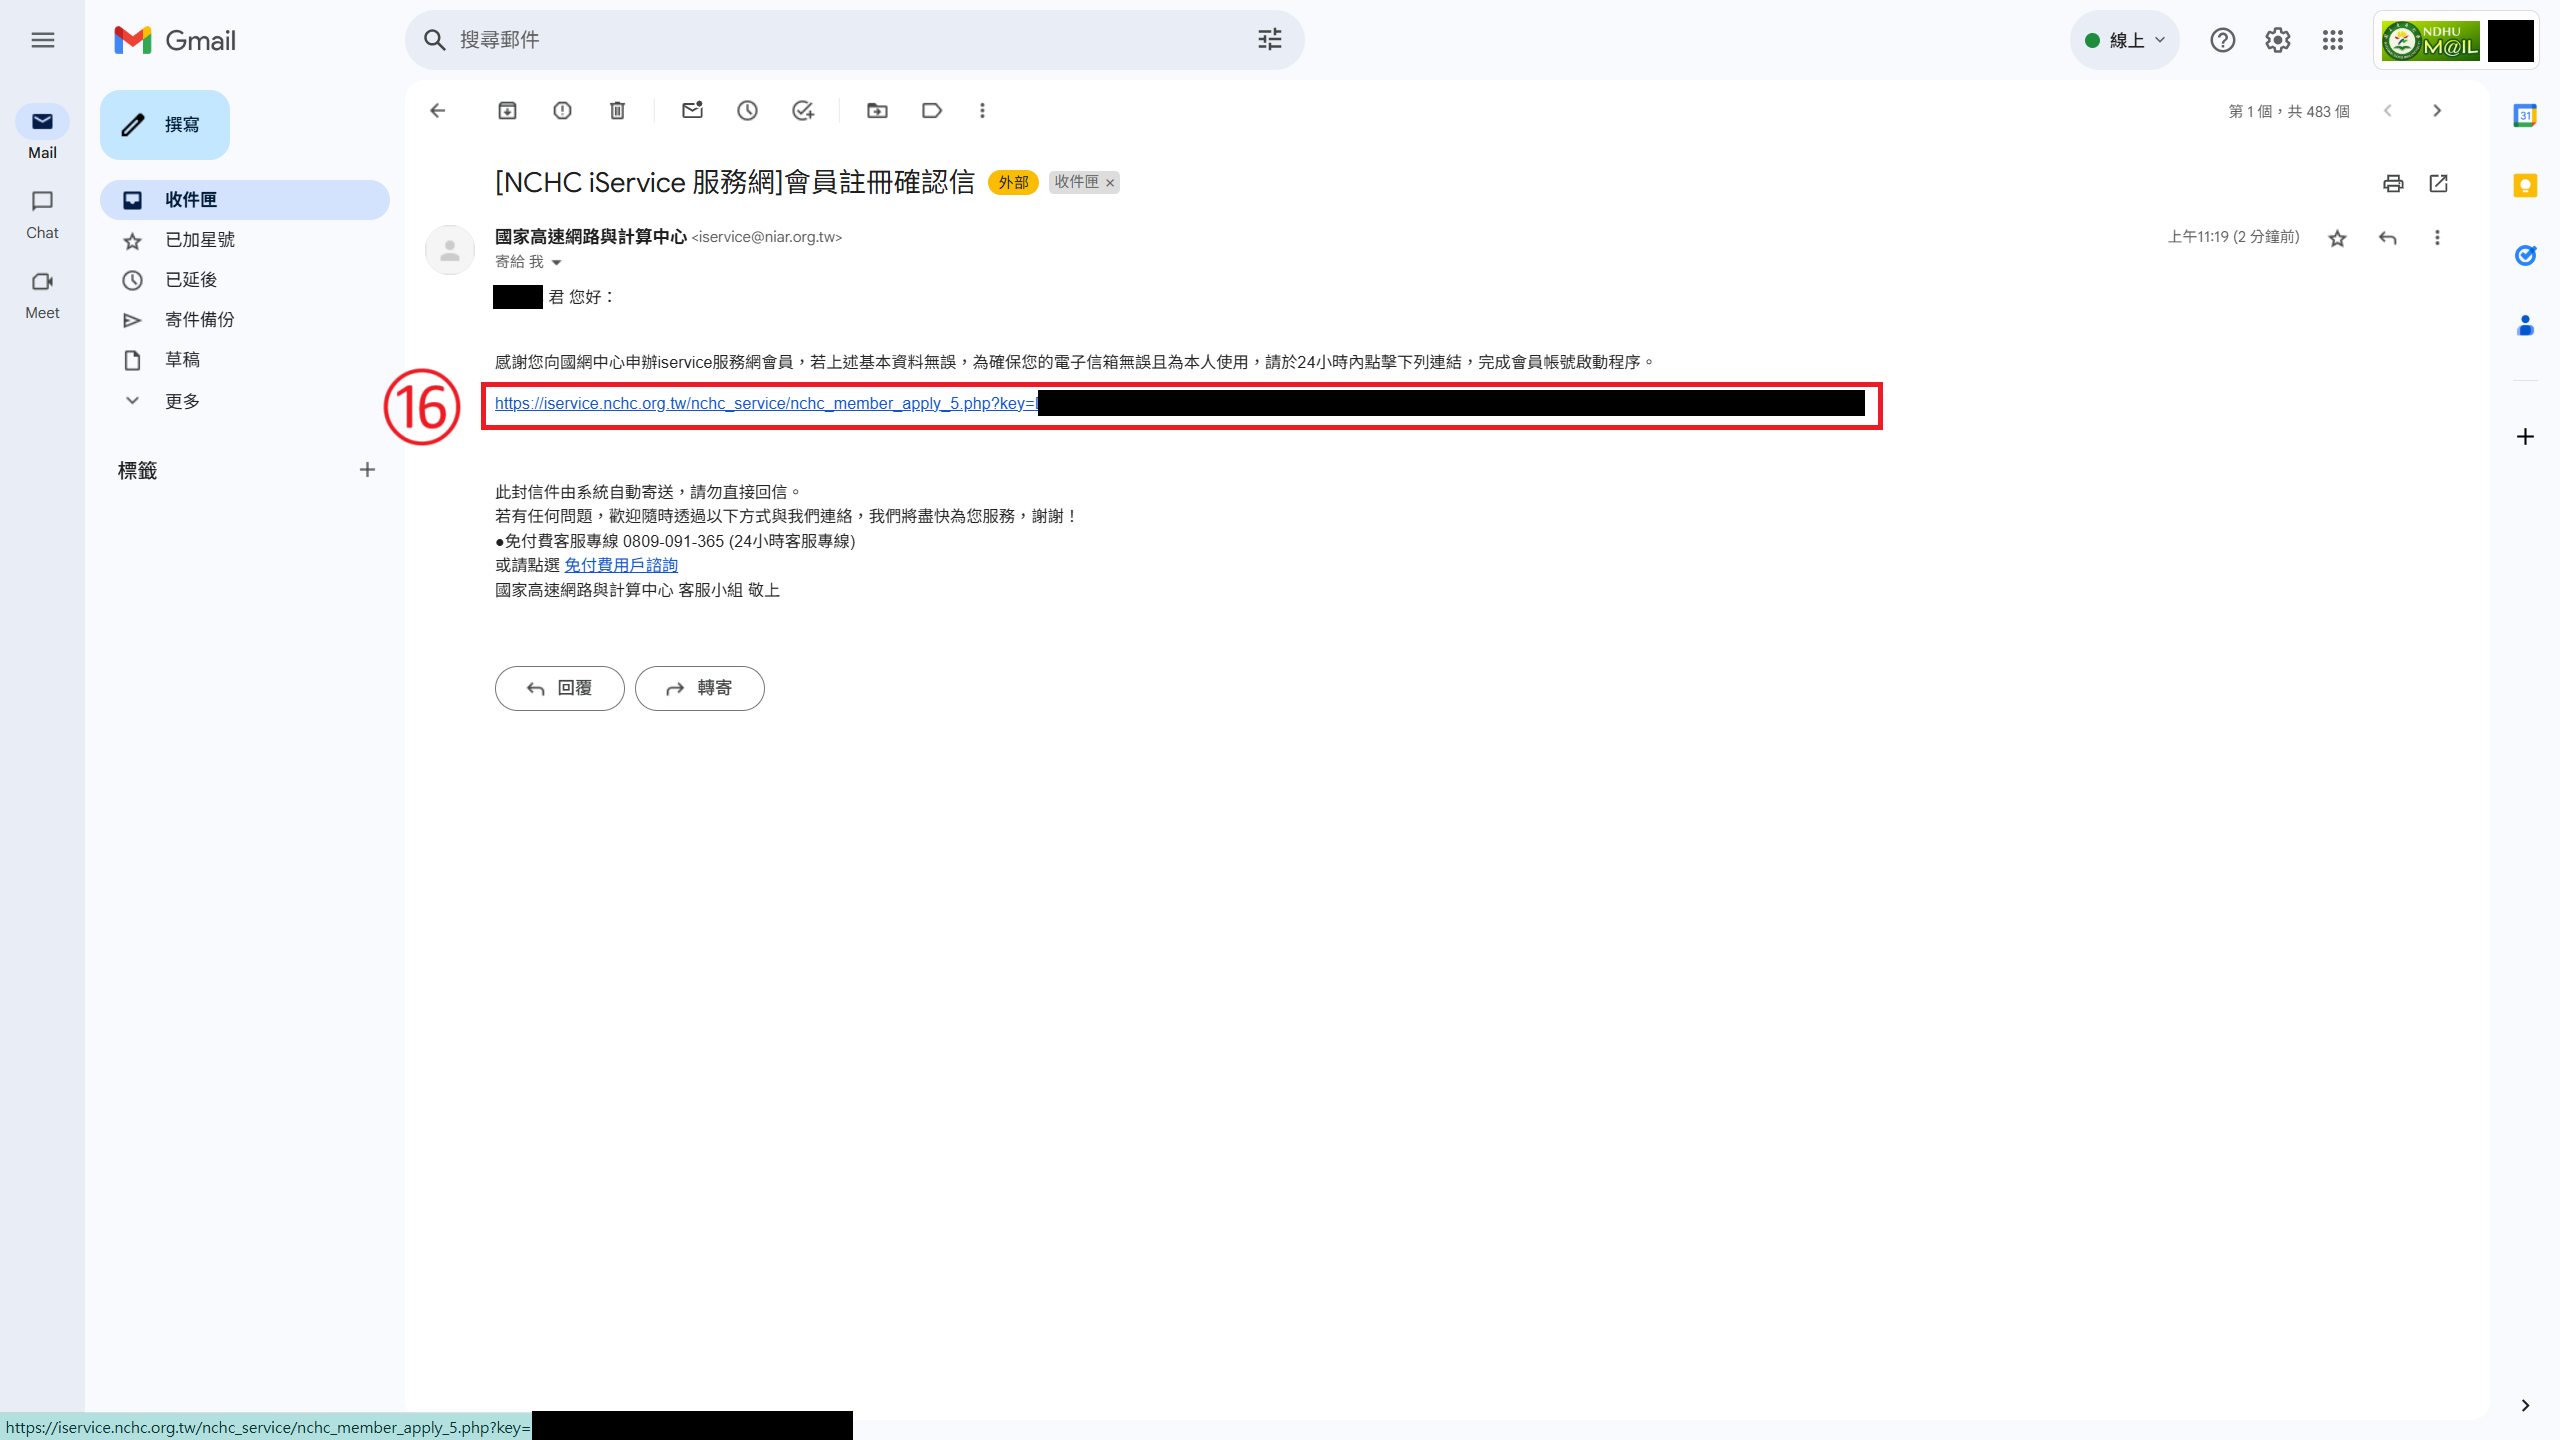 Gmail
搜尋郵件
線上
NDHU
M@IL
Mail
Chat
Meet
撰寫
收件匣
已加星號
已延後
寄件備份
草稿
更多
標籤
第 1 個，共 483 個
31
[NCHC iService 服務網]會員註冊確認信
外部
收件匣 ×
國家高速網路與計算中心 <iservice@niar.org.tw>
上午11:19 (2 分鐘前)
寄給 我
君 您好：
感謝您向國網中心申辦iservice服務網會員，若上述基本資料無誤，為確保您的電子信箱無誤且為本人使用，請於24小時內點擊下列連結，完成會員帳號啟動程序。
16
https://iservice.nchc.org.tw/nchc_service/nchc_member_apply_5.php?key=
此封信件由系統自動寄送，請勿直接回信。
若有任何問題，歡迎隨時透過以下方式與我們連絡，我們將盡快為您服務，謝謝！
●免付費客服專線 0809-091-365 (24小時客服專線)
或請點選 免付費用戶諮詢
國家高速網路與計算中心 客服小組 敬上
回覆
轉寄
https://iservice.nchc.org.tw/nchc_service/nchc_member_apply_5.php?key=